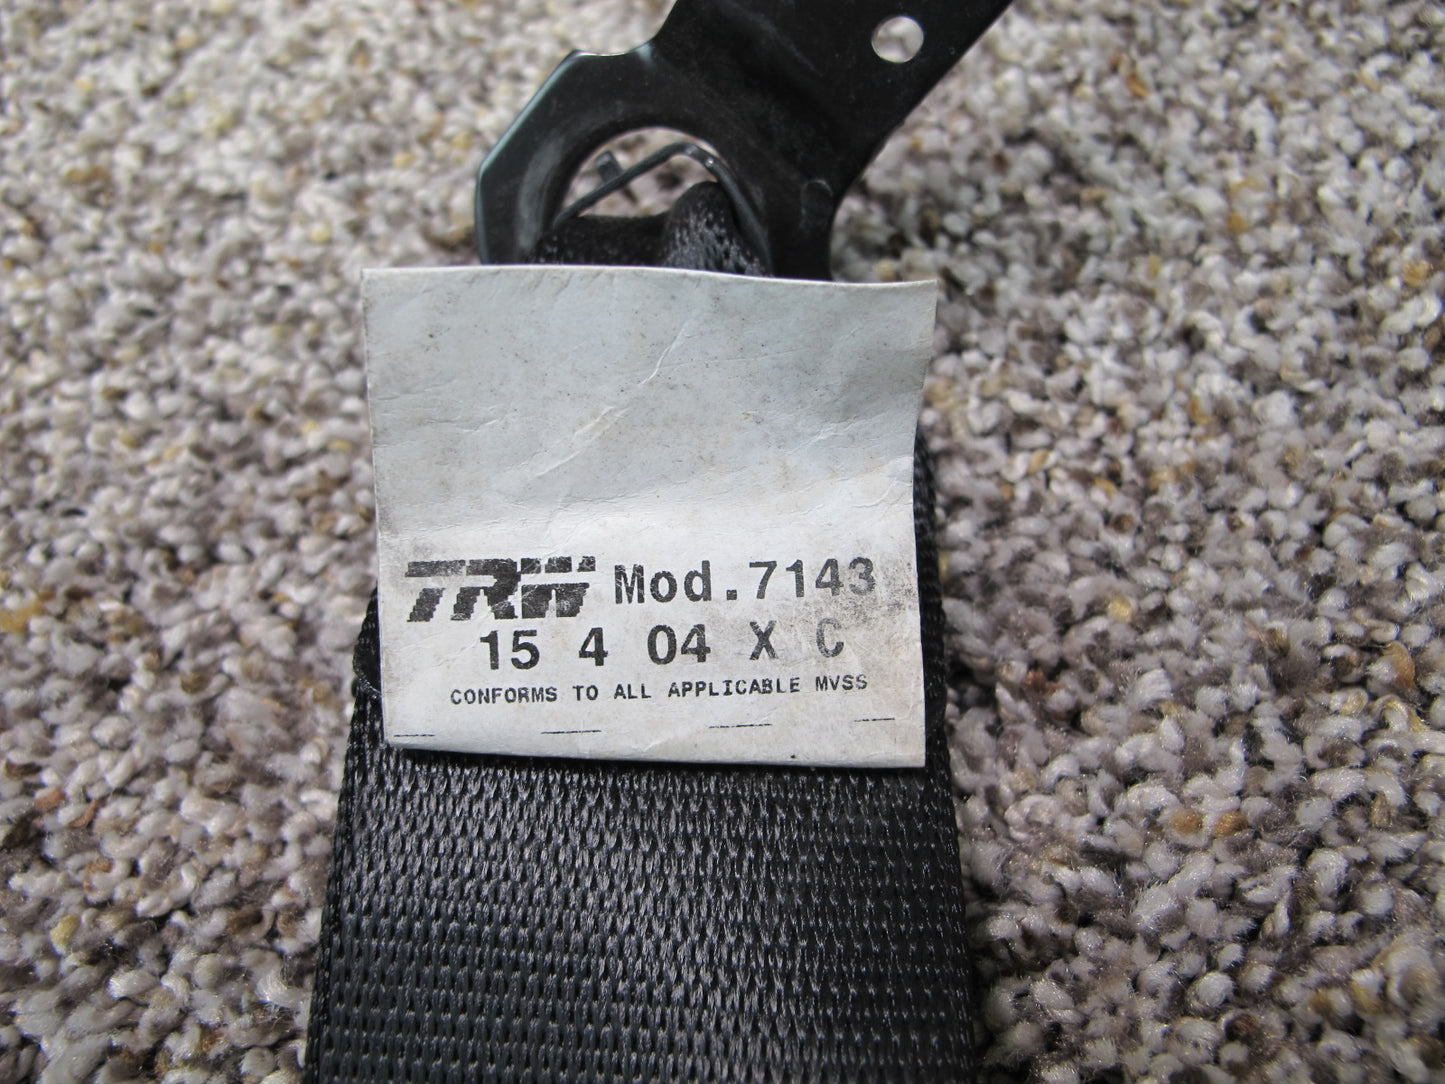 TRW Mod.7143
15 4 04 X C
CONFORMS TO ALL APPLICABLE MVSS